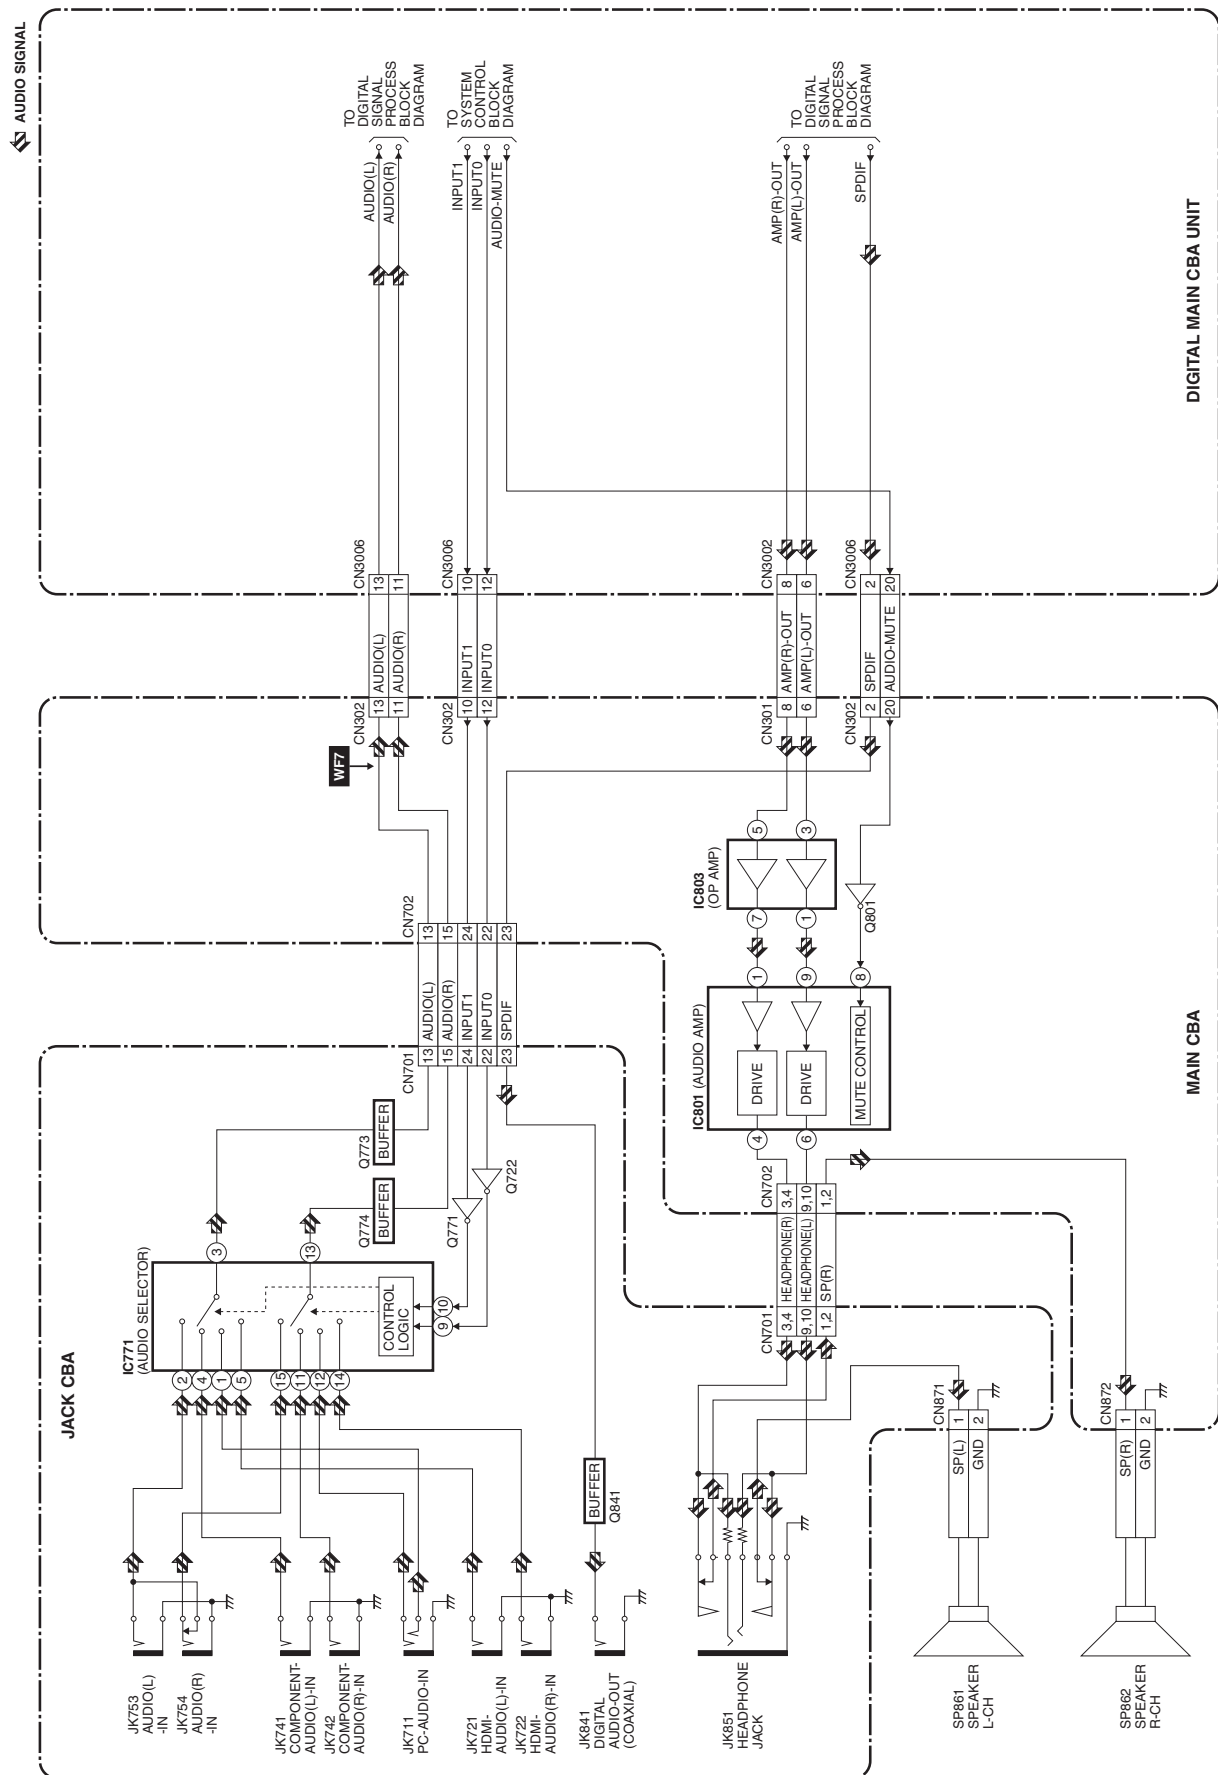 AUDIO SIGNAL
TO
DIGITAL
SIGNAL
PROCESS
BLOCK
DIAGRAM
TO
SYSTEM
CONTROL
BLOCK
DIAGRAM
TO
DIGITAL
SIGNAL
PROCESS
BLOCK
DIAGRAM
AUDIO(L)
AUDIO(R)
INPUT1
INPUT0
AUDIO-MUTE
AMP(R)-OUT
AMP(L)-OUT
SPDIF
DIGITAL MAIN CBA UNIT
CN3006
13
11
CN3006
10
12
CN3002
8
6
CN3006
2
20
AUDIO(L)
AUDIO(R)
INPUT1
INPUT0
AMP(R)-OUT
AMP(L)-OUT
SPDIF
AUDIO-MUTE
CN302
13
11
CN302
10
12
CN301
8
6
CN302
2
20
WF7
IC803
(OP AMP)
5
3
7
1
Q801
CN702
13
15
24
22
23
AUDIO(L)
AUDIO(R)
INPUT1
INPUT0
SPDIF
CN701
13
15
24
22
23
IC801 (AUDIO AMP)
1
9
8
DRIVE
DRIVE
MUTE CONTROL
4
6
MAIN CBA
Q773
BUFFER
Q774
BUFFER
Q771
Q722
CN702
3,4
9,10
1,2
HEADPHONE(R)
HEADPHONE(L)
SP(R)
CN701
3,4
9,10
1,2
JACK CBA
IC771
(AUDIO SELECTOR)
3
13
CONTROL
LOGIC
10
9
2
4
1
5
15
11
12
14
BUFFER
Q841
CN871
1
2
SP(L)
GND
CN872
1
2
SP(R)
GND
JK753
AUDIO(L)
-IN
JK754
AUDIO(R)
-IN
JK741
COMPONENT-
AUDIO(L)-IN
JK742
COMPONENT-
AUDIO(R)-IN
JK711
PC-AUDIO-IN
JK721
HDMI-
AUDIO(L)-IN
JK722
HDMI-
AUDIO(R)-IN
JK841
DIGITAL
AUDIO-OUT
(COAXIAL)
JK851
HEADPHONE
JACK
SP861
SPEAKER
L-CH
SP862
SPEAKER
R-CH